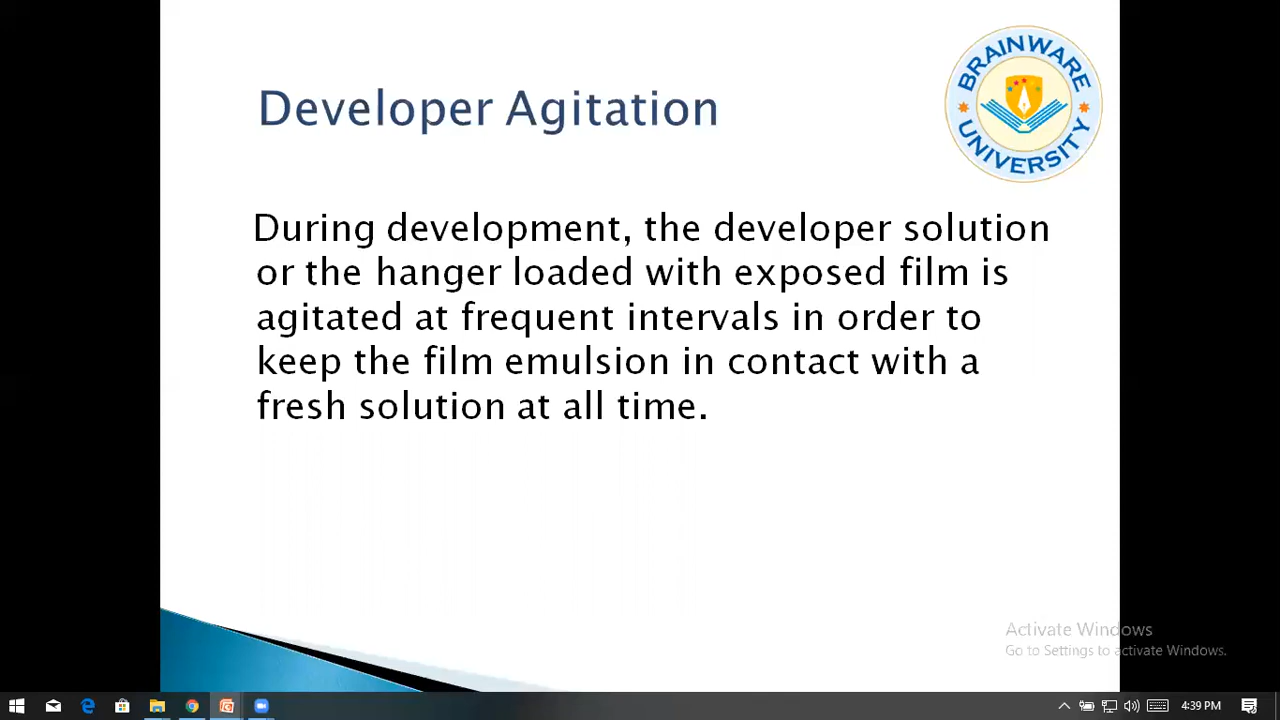 Developer Agitation
BRAINWARE
UNIVERSITY
During development, the developer solution
or the hanger loaded with exposed film is
agitated at frequent intervals in order to
keep the film emulsion in contact with a
fresh solution at all time.
Activate Windows
Go to Settings to activate Windows.
4:39 PM